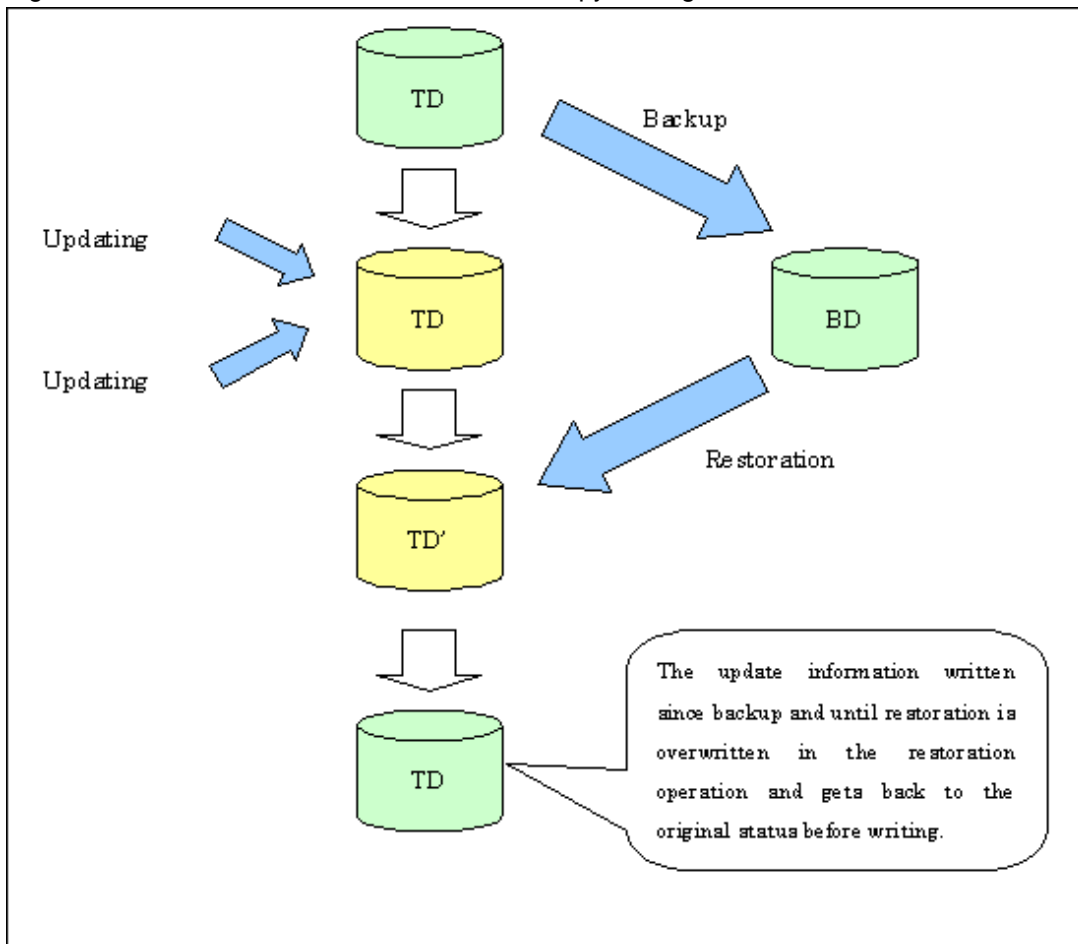 TD
Backup
Updating
TD
BD
Updating
Restoration
TD'
The update information written
since backup and until restoration is
overwritten in the restoration
operation and gets back to the
original status before writing.
TD